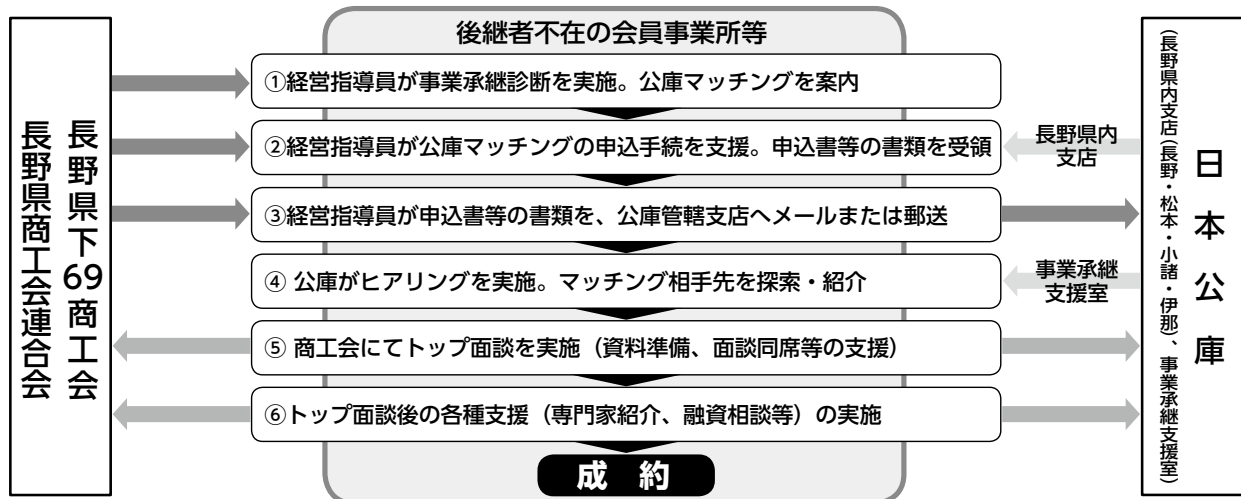 長野県下69商工会
長野県商工会連合会
後継者不在の会員事業所等
①経営指導員が事業承継診断を実施。公庫マッチングを案内
②経営指導員が公庫マッチングの申込手続を支援。申込書等の書類を受領
③経営指導員が申込書等の書類を、公庫管轄支店へメールまたは郵送
④ 公庫がヒアリングを実施。マッチング相手先を探索・紹介
⑤ 商工会にてトップ面談を実施（資料準備、面談同席等の支援）
⑥トップ面談後の各種支援（専門家紹介、融資相談等）の実施
成 約
長野県内
支店
事業承継
支援室
日本公庫
（長野県内支店（長野・松本・小諸・伊那）、事業承継支援室）